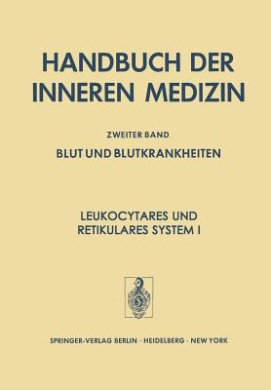 HANDBUCH DER
INNEREN MEDIZIN
ZWEITER BAND
BLUT UND BLUTKRANKHEITEN
LEUKOCYTARES UND
RETIKULARES SYSTEM I
SPRINGER-VERLAG BERLIN · HEIDELBERG · NEW YORK